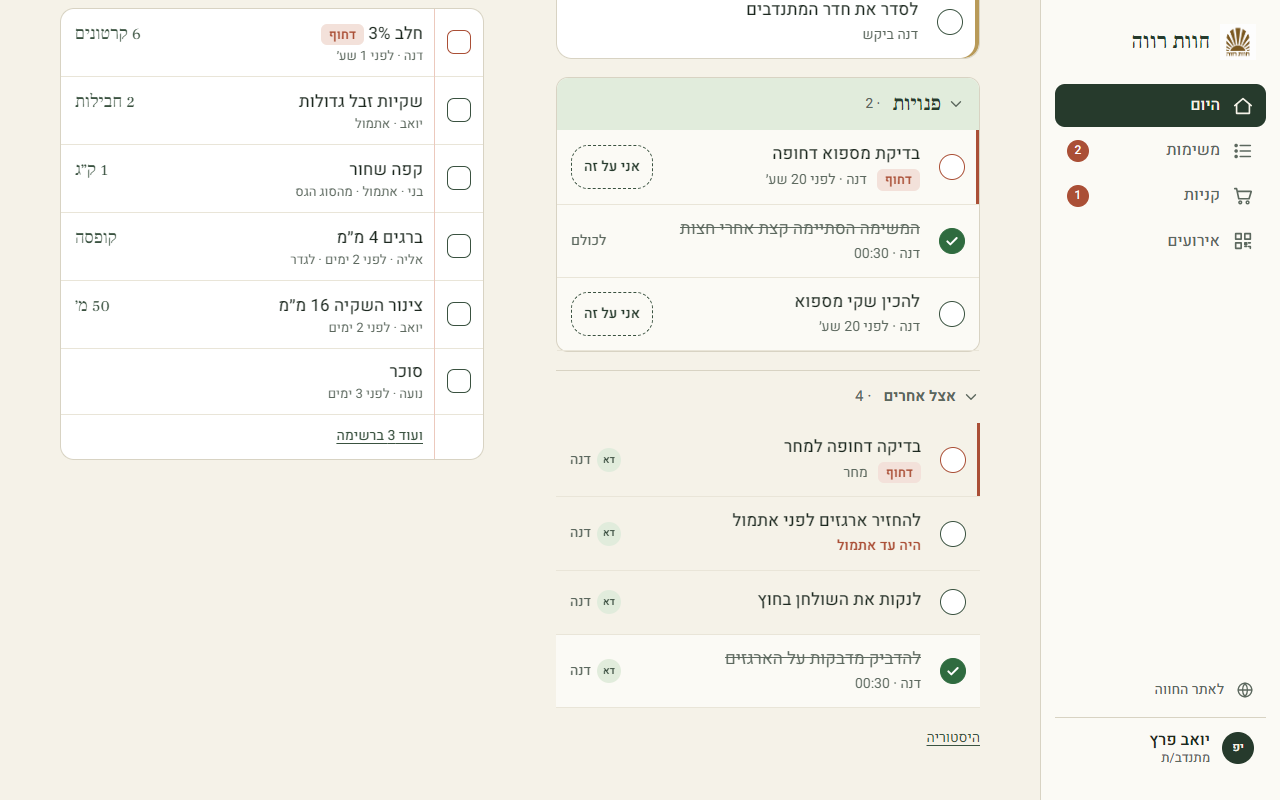 חוות רווה
היום
משימות
2
קניות
1
אירועים
לאתר החווה
יפ
יואב פרץ
מתנדב/ת
לסדר את חדר המתנדבים
דנה ביקש
פנויות · 2
בדיקת מספוא דחופה
דחוף דנה · לפני 20 שע׳
אני על זה
המשימה הסתיימה קצת אחרי חצות
דנה · 00:30
לכולם
להכין שקי מספוא
דנה · לפני 20 שע׳
אני על זה
אצל אחרים · 4
בדיקה דחופה למחר
דחוף מחר
דא דנה
להחזיר ארגזים לפני אתמול
היה עד אתמול
דא דנה
לנקות את השולחן בחוץ
דא דנה
להדביק מדבקות על הארגזים
דנה · 00:30
דא דנה
היסטוריה
חלב 3% דחוף
דנה · לפני 1 שע׳
6 קרטונים
שקיות זבל גדולות
יואב · אתמול
2 חבילות
קפה שחור
בני · אתמול · מהסוג הגס
1 ק״ג
ברגים 4 מ״מ
אליה · לפני 2 ימים · לגדר
קופסה
צינור השקיה 16 מ״מ
יואב · לפני 2 ימים
50 מ׳
סוכר
נועה · לפני 3 ימים
ועוד 3 ברשימה